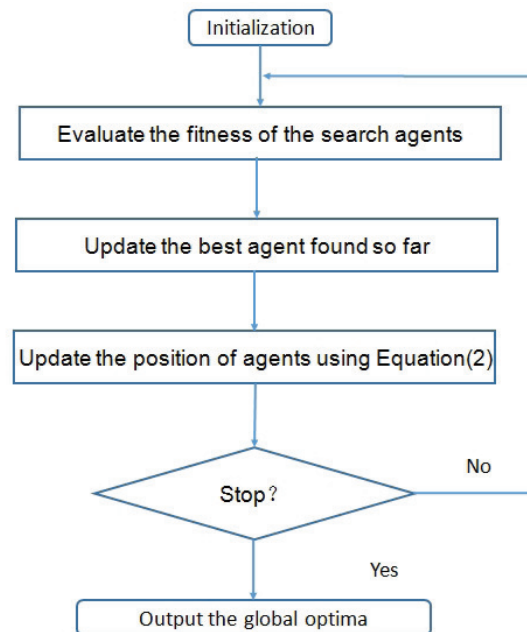 Initialization
Evaluate the fitness of the search agents
Update the best agent found so far
Update the position of agents using Equation(2)
Stop？
No
Yes
Output the global optima